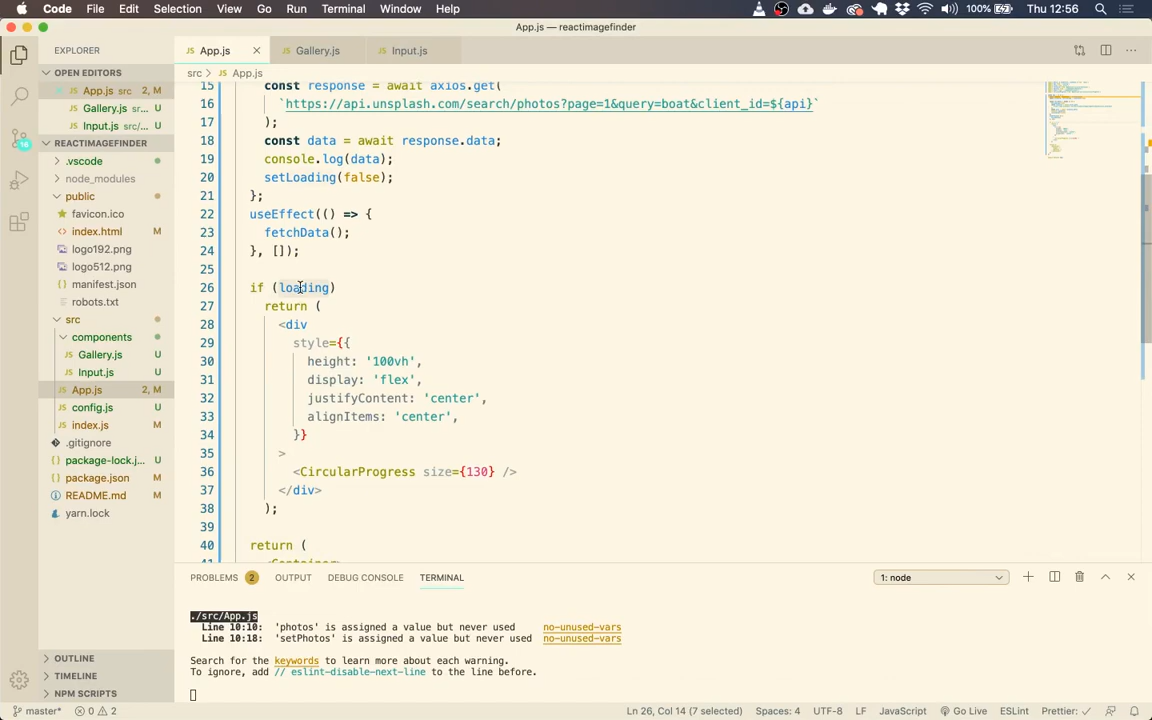 Code File Edit Selection View Go Run Terminal Window Help 100% Thu 12:56
App.js — reactimagefinder
EXPLORER
App.js
Gallery.js
Input.js
OPEN EDITORS
App.js src 2, M
Gallery.js s... U
Input.js src/... U
REACTIMAGEFINDER
.vscode
node_modules
public
favicon.ico
index.html M
logo192.png
logo512.png
manifest.json
robots.txt
src
components
Gallery.js U
Input.js U
App.js 2, M
config.js U
index.js M
.gitignore
package-lock.j... M
package.json M
README.md M
yarn.lock
OUTLINE
TIMELINE
NPM SCRIPTS
src > App.js
15 const response = await axios.get(
16 `https://api.unsplash.com/search/photos?page=1&query=boat&client_id=${api}`
17 );
18 const data = await response.data;
19 console.log(data);
20 setLoading(false);
21 };
22 useEffect(() => {
23 fetchData();
24 }, []);
25
26 if (loading)
27 return (
28 <div
29 style={{
30 height: '100vh',
31 display: 'flex',
32 justifyContent: 'center',
33 alignItems: 'center',
34 }}
35 >
36 <CircularProgress size={130} />
37 </div>
38 );
39
40 return (
41 <Container>
PROBLEMS 2 OUTPUT DEBUG CONSOLE TERMINAL 1: node
./src/App.js
Line 10:10: 'photos' is assigned a value but never used no-unused-vars
Line 10:18: 'setPhotos' is assigned a value but never used no-unused-vars
Search for the keywords to learn more about each warning.
To ignore, add // eslint-disable-next-line to the line before.
master* 0 2 Ln 26, Col 14 (7 selected) Spaces: 4 UTF-8 LF JavaScript Go Live ESLint Prettier: ✓